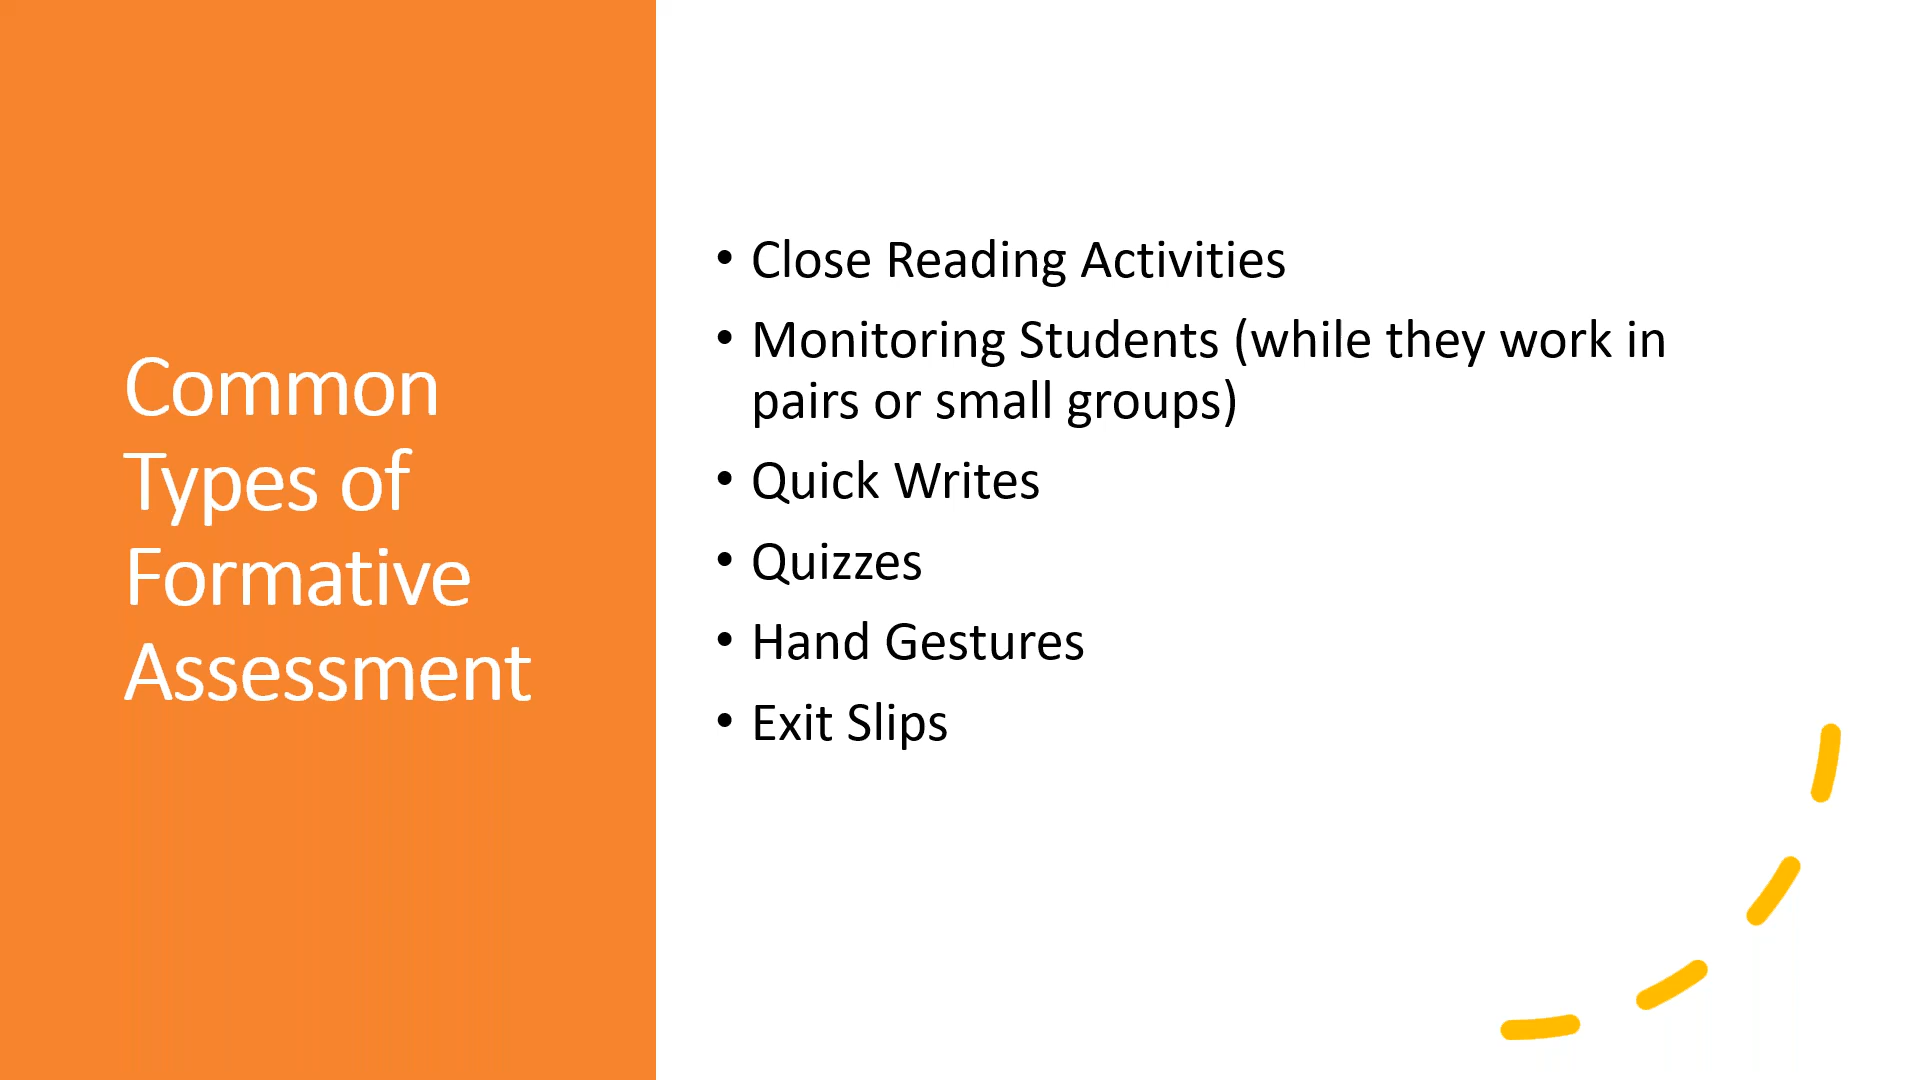 Common
Types of
Formative
Assessment
• Close Reading Activities
• Monitoring Students (while they work in
pairs or small groups)
• Quick Writes
• Quizzes
• Hand Gestures
• Exit Slips